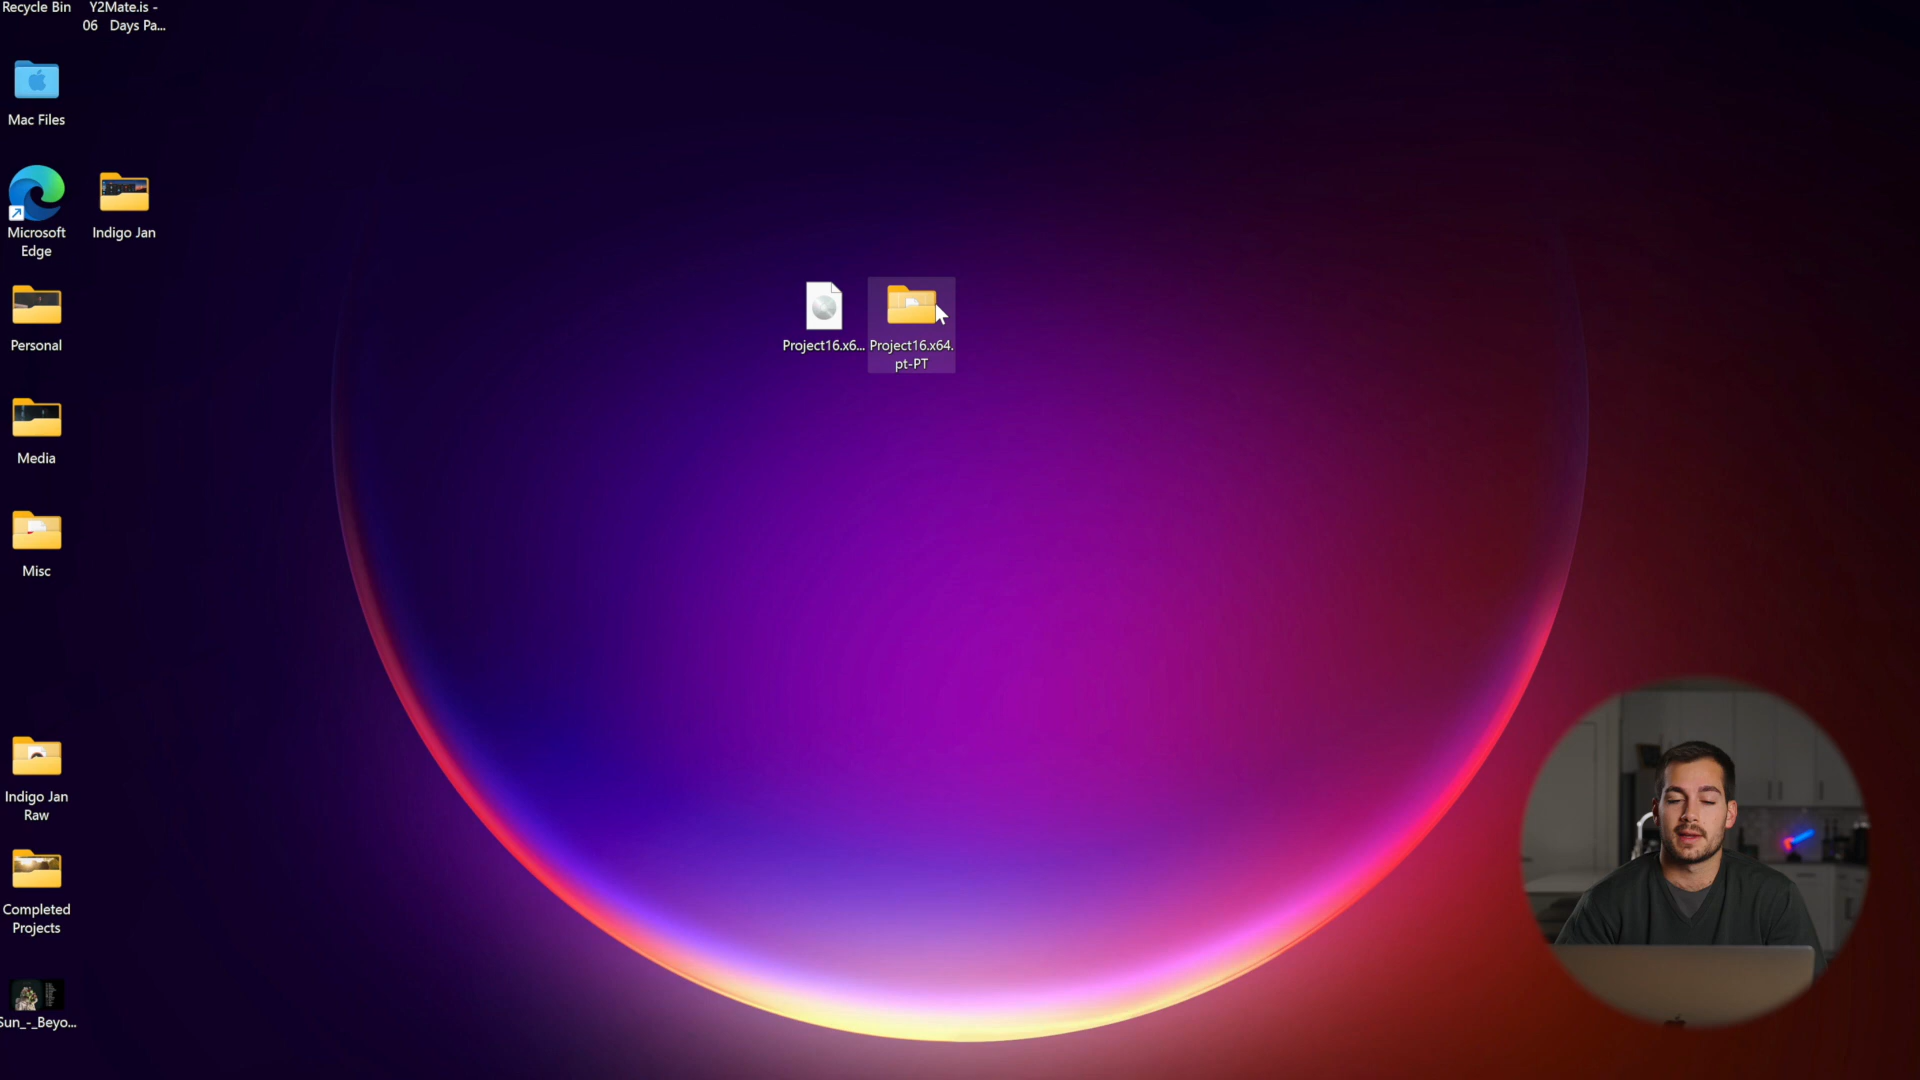 Recycle Bin
Y2Mate.is -
06   Days Pa...
Mac Files
Microsoft
Edge
Indigo Jan
Personal
Project16.x6...
Project16.x64.
pt-PT
Media
Misc
Indigo Jan
Raw
Completed
Projects
Sun_-_Beyo...